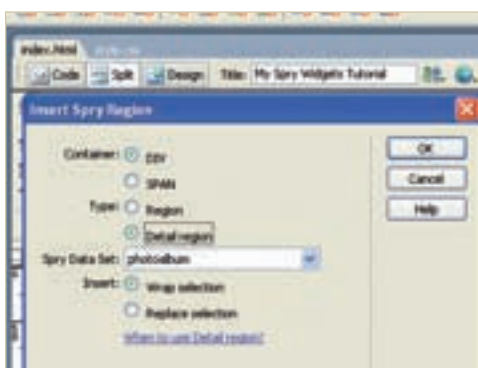 index.html
Code Split Design Title: My Spry Widgets Tutorial
Insert Spry Region
Container: DIV
SPAN
Type: Region
Detail region
Spry Data Set: photoalbum
Insert: Wrap selection
Replace selection
When to use Detail region?
OK
Cancel
Help